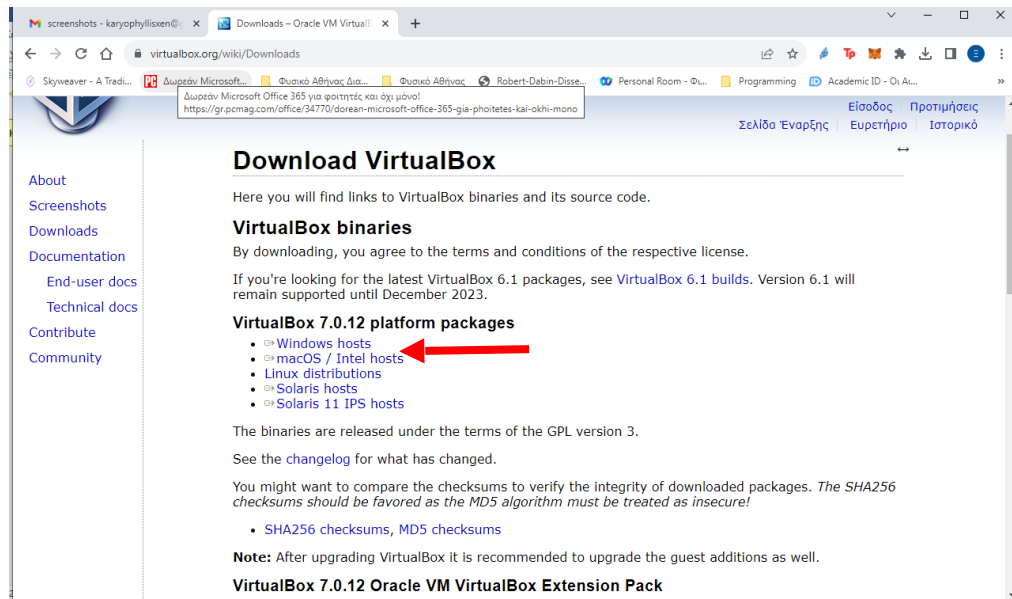 screenshots - karyophyllisxen@
Downloads – Oracle VM Virtual
virtualbox.org/wiki/Downloads
Skyweaver - A Tradi... Δωρεάν Microsoft... Φυσικό Αθήνας Δια... Φυσικό Αθήνας Robert-Dabin-Disse... Personal Room - Φι... Programming Academic ID - Οι Aι...
Δωρεάν Microsoft Office 365 για φοιτητές και όχι μόνο!
https://gr.pcmag.com/office/34770/dorean-microsoft-office-365-gia-phoitetes-kai-okhi-mono
Είσοδος Προτιμήσεις
Σελίδα Έναρξης Ευρετήριο Ιστορικό
About
Screenshots
Downloads
Documentation
End-user docs
Technical docs
Contribute
Community
Download VirtualBox
Here you will find links to VirtualBox binaries and its source code.
VirtualBox binaries
By downloading, you agree to the terms and conditions of the respective license.
If you're looking for the latest VirtualBox 6.1 packages, see VirtualBox 6.1 builds. Version 6.1 will
remain supported until December 2023.
VirtualBox 7.0.12 platform packages
• Windows hosts
• macOS / Intel hosts
• Linux distributions
• Solaris hosts
• Solaris 11 IPS hosts
The binaries are released under the terms of the GPL version 3.
See the changelog for what has changed.
You might want to compare the checksums to verify the integrity of downloaded packages. The SHA256
checksums should be favored as the MD5 algorithm must be treated as insecure!
• SHA256 checksums, MD5 checksums
Note: After upgrading VirtualBox it is recommended to upgrade the guest additions as well.
VirtualBox 7.0.12 Oracle VM VirtualBox Extension Pack